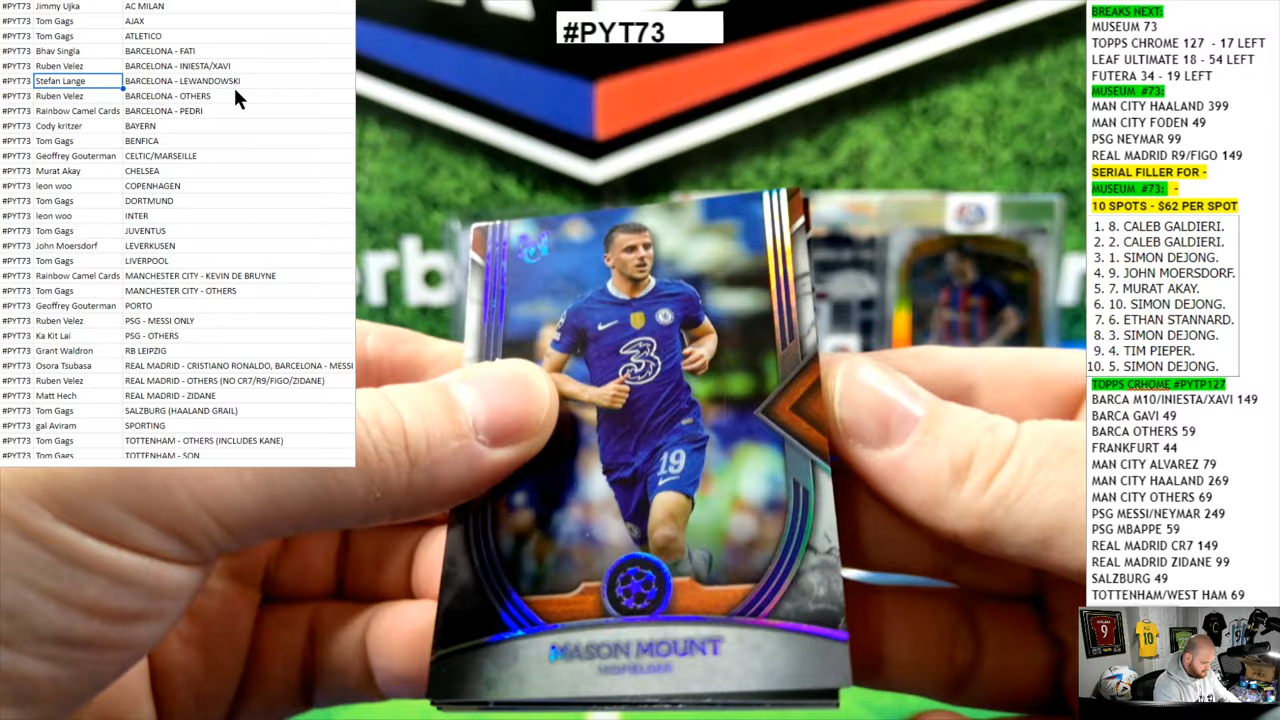 #PYT73 Jimmy Ujka AC MILAN
#PYT73 Tom Gags AJAX
#PYT73 Tom Gags ATLETICO
#PYT73 Bhav Singla BARCELONA - FATI
#PYT73 Ruben Velez BARCELONA - INIESTA/XAVI
#PYT73 Stefan Lange BARCELONA - LEWANDOWSKI
#PYT73 Ruben Velez BARCELONA - OTHERS
#PYT73 Rainbow Camel Cards BARCELONA - PEDRI
#PYT73 Cody kritzer BAYERN
#PYT73 Tom Gags BENFICA
#PYT73 Geoffrey Gouterman CELTIC/MARSEILLE
#PYT73 Murat Akay CHELSEA
#PYT73 leon woo COPENHAGEN
#PYT73 Tom Gags DORTMUND
#PYT73 leon woo INTER
#PYT73 Tom Gags JUVENTUS
#PYT73 John Moersdorf LEVERKUSEN
#PYT73 Tom Gags LIVERPOOL
#PYT73 Rainbow Camel Cards MANCHESTER CITY - KEVIN DE BRUYNE
#PYT73 Tom Gags MANCHESTER CITY - OTHERS
#PYT73 Geoffrey Gouterman PORTO
#PYT73 Ruben Velez PSG - MESSI ONLY
#PYT73 Ka Kit Lai PSG - OTHERS
#PYT73 Grant Waldron RB LEIPZIG
#PYT73 Osora Tsubasa REAL MADRID - CRISTIANO RONALDO, BARCELONA - MESSI
#PYT73 Ruben Velez REAL MADRID - OTHERS (NO CR7/R9/FIGO/ZIDANE)
#PYT73 Matt Hech REAL MADRID - ZIDANE
#PYT73 Tom Gags SALZBURG (HAALAND GRAIL)
#PYT73 gal Aviram SPORTING
#PYT73 Tom Gags TOTTENHAM - OTHERS (INCLUDES KANE)
#PYT73 Tom Gags TOTTENHAM - SON
#PYT73
3
19
MASON MOUNT
MIDFIELDER
BREAKS NEXT:
MUSEUM 73
TOPPS CHROME 127 - 17 LEFT
LEAF ULTIMATE 18 - 54 LEFT
FUTERA 34 - 19 LEFT
MUSEUM #73:
MAN CITY HAALAND 399
MAN CITY FODEN 49
PSG NEYMAR 99
REAL MADRID R9/FIGO 149
SERIAL FILLER FOR -
MUSEUM #73: -
10 SPOTS - $62 PER SPOT
1. 8. CALEB GALDIERI.
2. 2. CALEB GALDIERI.
3. 1. SIMON DEJONG.
4. 9. JOHN MOERSDORF.
5. 7. MURAT AKAY.
6. 10. SIMON DEJONG.
7. 6. ETHAN STANNARD.
8. 3. SIMON DEJONG.
9. 4. TIM PIEPER.
10. 5. SIMON DEJONG.
TOPPS CRHOME #PYTP127
BARCA M10/INIESTA/XAVI 149
BARCA GAVI 49
BARCA OTHERS 59
FRANKFURT 44
MAN CITY ALVAREZ 79
MAN CITY HAALAND 269
MAN CITY OTHERS 69
PSG MESSI/NEYMAR 249
PSG MBAPPE 59
REAL MADRID CR7 149
REAL MADRID ZIDANE 99
SALZBURG 49
TOTTENHAM/WEST HAM 69
9
10